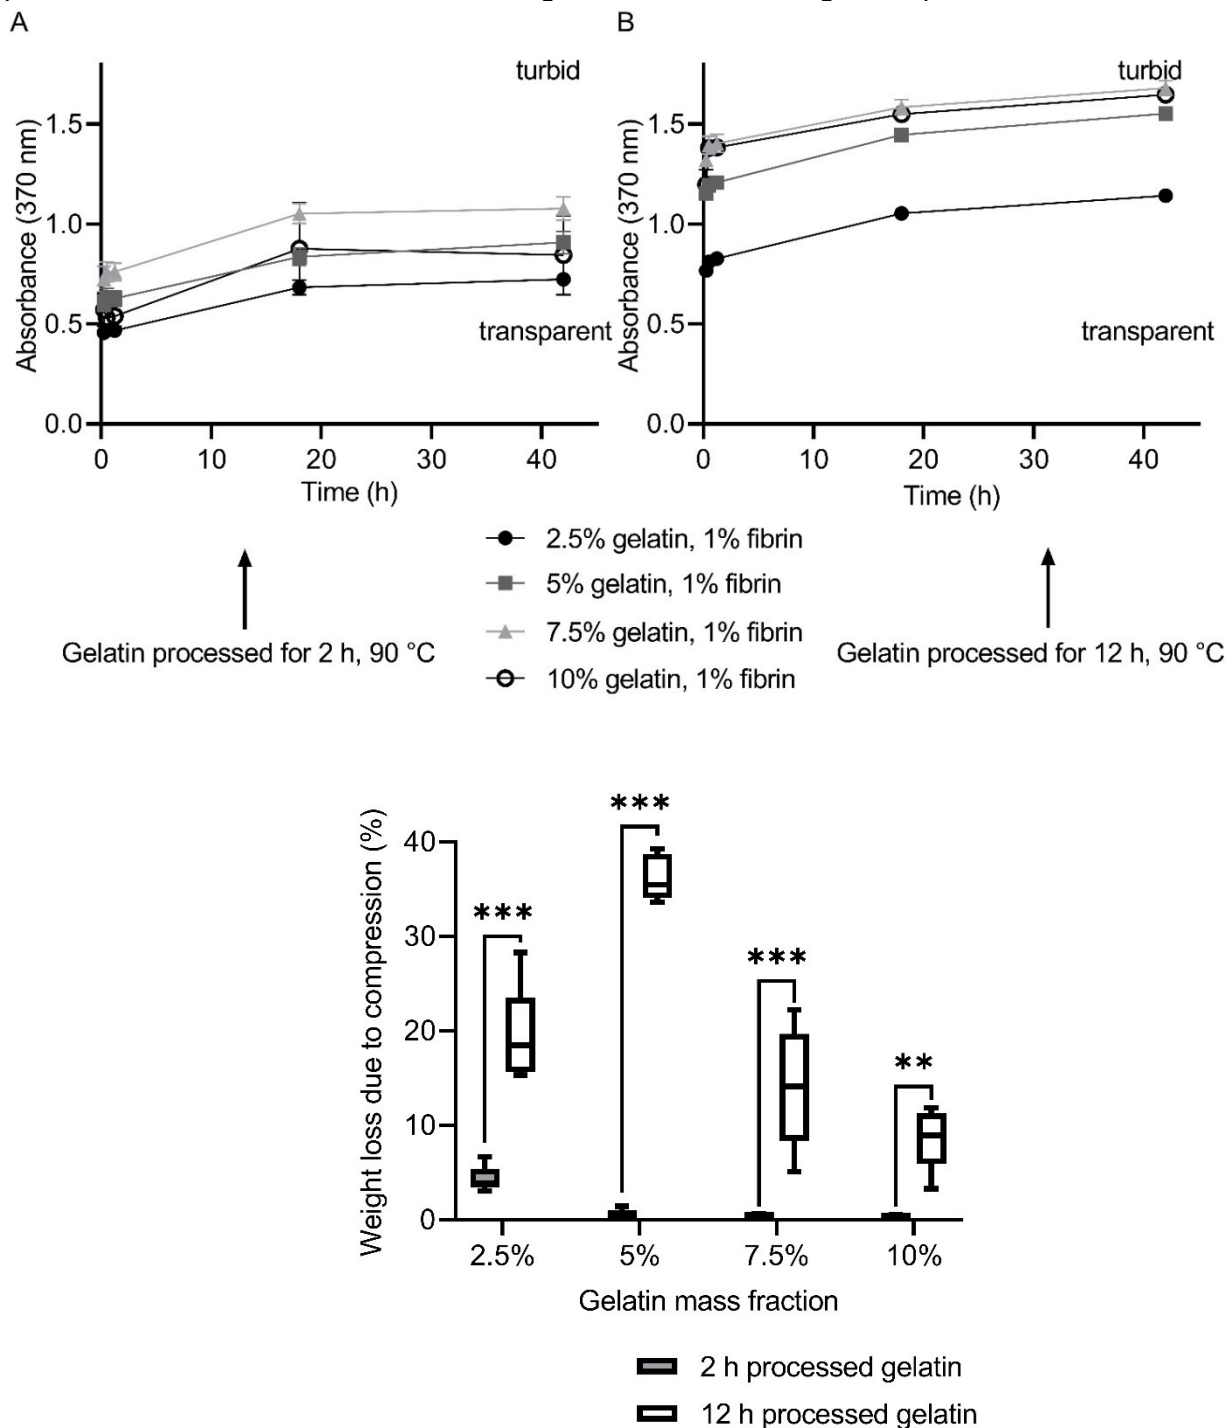 A
B
turbid
turbid
Absorbance (370 nm)
1.5
1.0
0.5
0.0
transparent
0 10 20 30 40
Time (h)
Absorbance (370 nm)
1.5
1.0
0.5
0.0
transparent
0 10 20 30 40
Time (h)
2.5% gelatin, 1% fibrin
5% gelatin, 1% fibrin
7.5% gelatin, 1% fibrin
10% gelatin, 1% fibrin
Gelatin processed for 2 h, 90 °C
Gelatin processed for 12 h, 90 °C
Weight loss due to compression (%)
40
30
20
10
0
***
***
***
**
2.5% 5% 7.5% 10%
Gelatin mass fraction
2 h processed gelatin
12 h processed gelatin